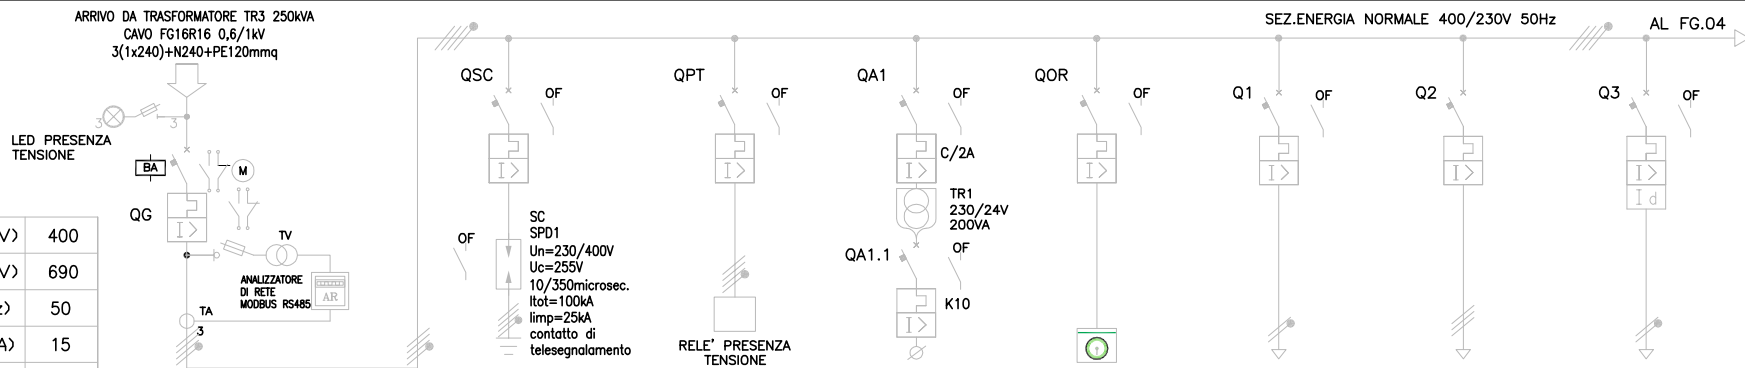 ARRIVO DA TRASFORMATORE TR3 250kVA
CAVO FG16R16 0,6/1kV
3(1x240)+N240+PE120mmq
SEZ.ENERGIA NORMALE 400/230V 50Hz
AL FG.04
3
3
LED PRESENZA
TENSIONE
BA
M
QG
I>
TV
ANALIZZATORE
DI RETE
MODBUS RS485
AR
TA
3
V) 400
V) 690
z) 50
A) 15
QSC
OF
I>
OF
SC
SPD1
Un=230/400V
Uc=255V
10/350microsec.
Itot=100kA
Iimp=25kA
contatto di
telesegnalamento
QPT
OF
I>
RELE' PRESENZA
TENSIONE
QA1
OF
C/2A
I>
TR1
230/24V
200VA
QA1.1
OF
K10
I>
QOR
OF
I>
Q1
OF
I>
Q2
I>
Q3
OF
I>
Id